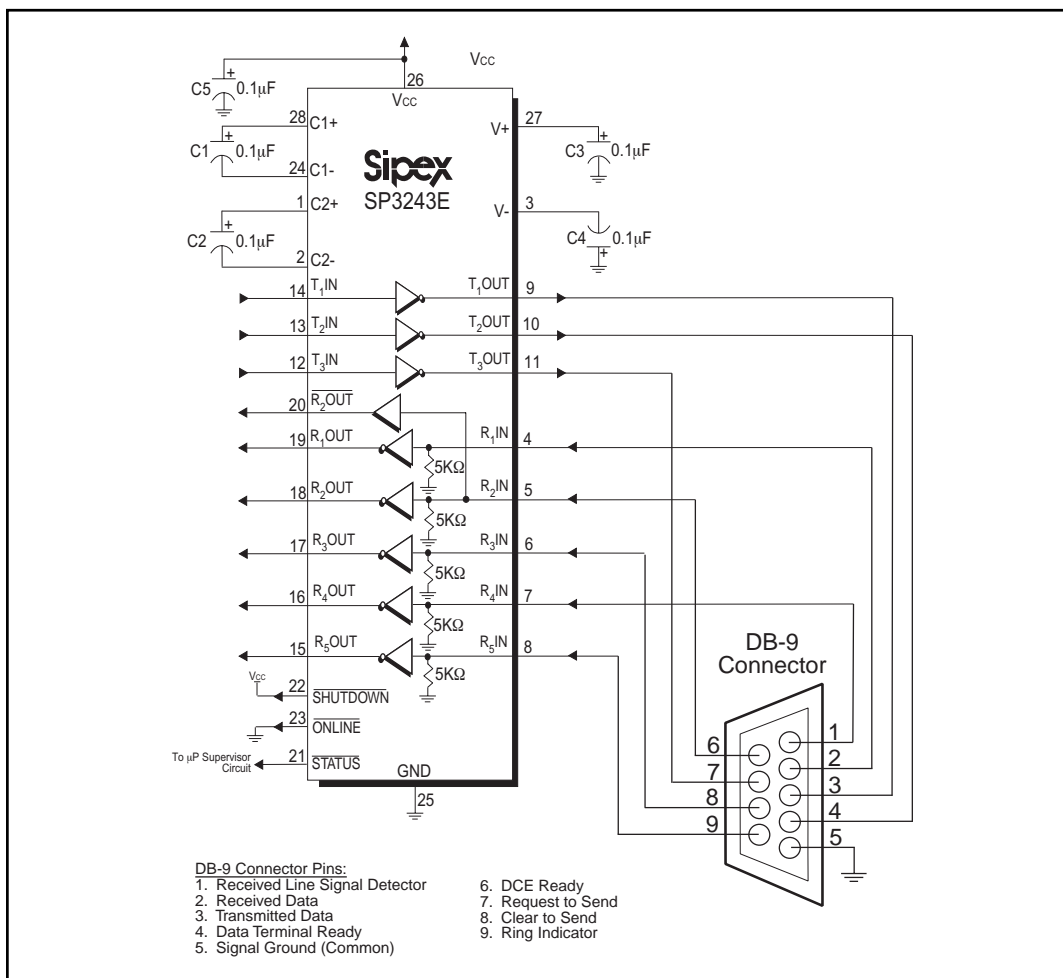 VCC
26
VCC
C5
+
0.1µF
28
C1+
C1
+
0.1µF
24
C1-
1
C2+
C2
+
0.1µF
2
C2-
Sipex
SP3243E
V+
27
C3
+
0.1µF
V-
3
C4
0.1µF
+
14 T1IN T1OUT 9
13 T2IN T2OUT 10
12 T3IN T3OUT 11
20 R2OUT
19 R1OUT R1IN 4
5KΩ
18 R2OUT R2IN 5
5KΩ
17 R3OUT R3IN 6
5KΩ
16 R4OUT R4IN 7
5KΩ
15 R5OUT R5IN 8
5KΩ
VCC
22 SHUTDOWN
23 ONLINE
To µP Supervisor
Circuit
21 STATUS
GND
25
DB-9
Connector
6
7
8
9
1
2
3
4
5
DB-9 Connector Pins:
1. Received Line Signal Detector
2. Received Data
3. Transmitted Data
4. Data Terminal Ready
5. Signal Ground (Common)
6. DCE Ready
7. Request to Send
8. Clear to Send
9. Ring Indicator